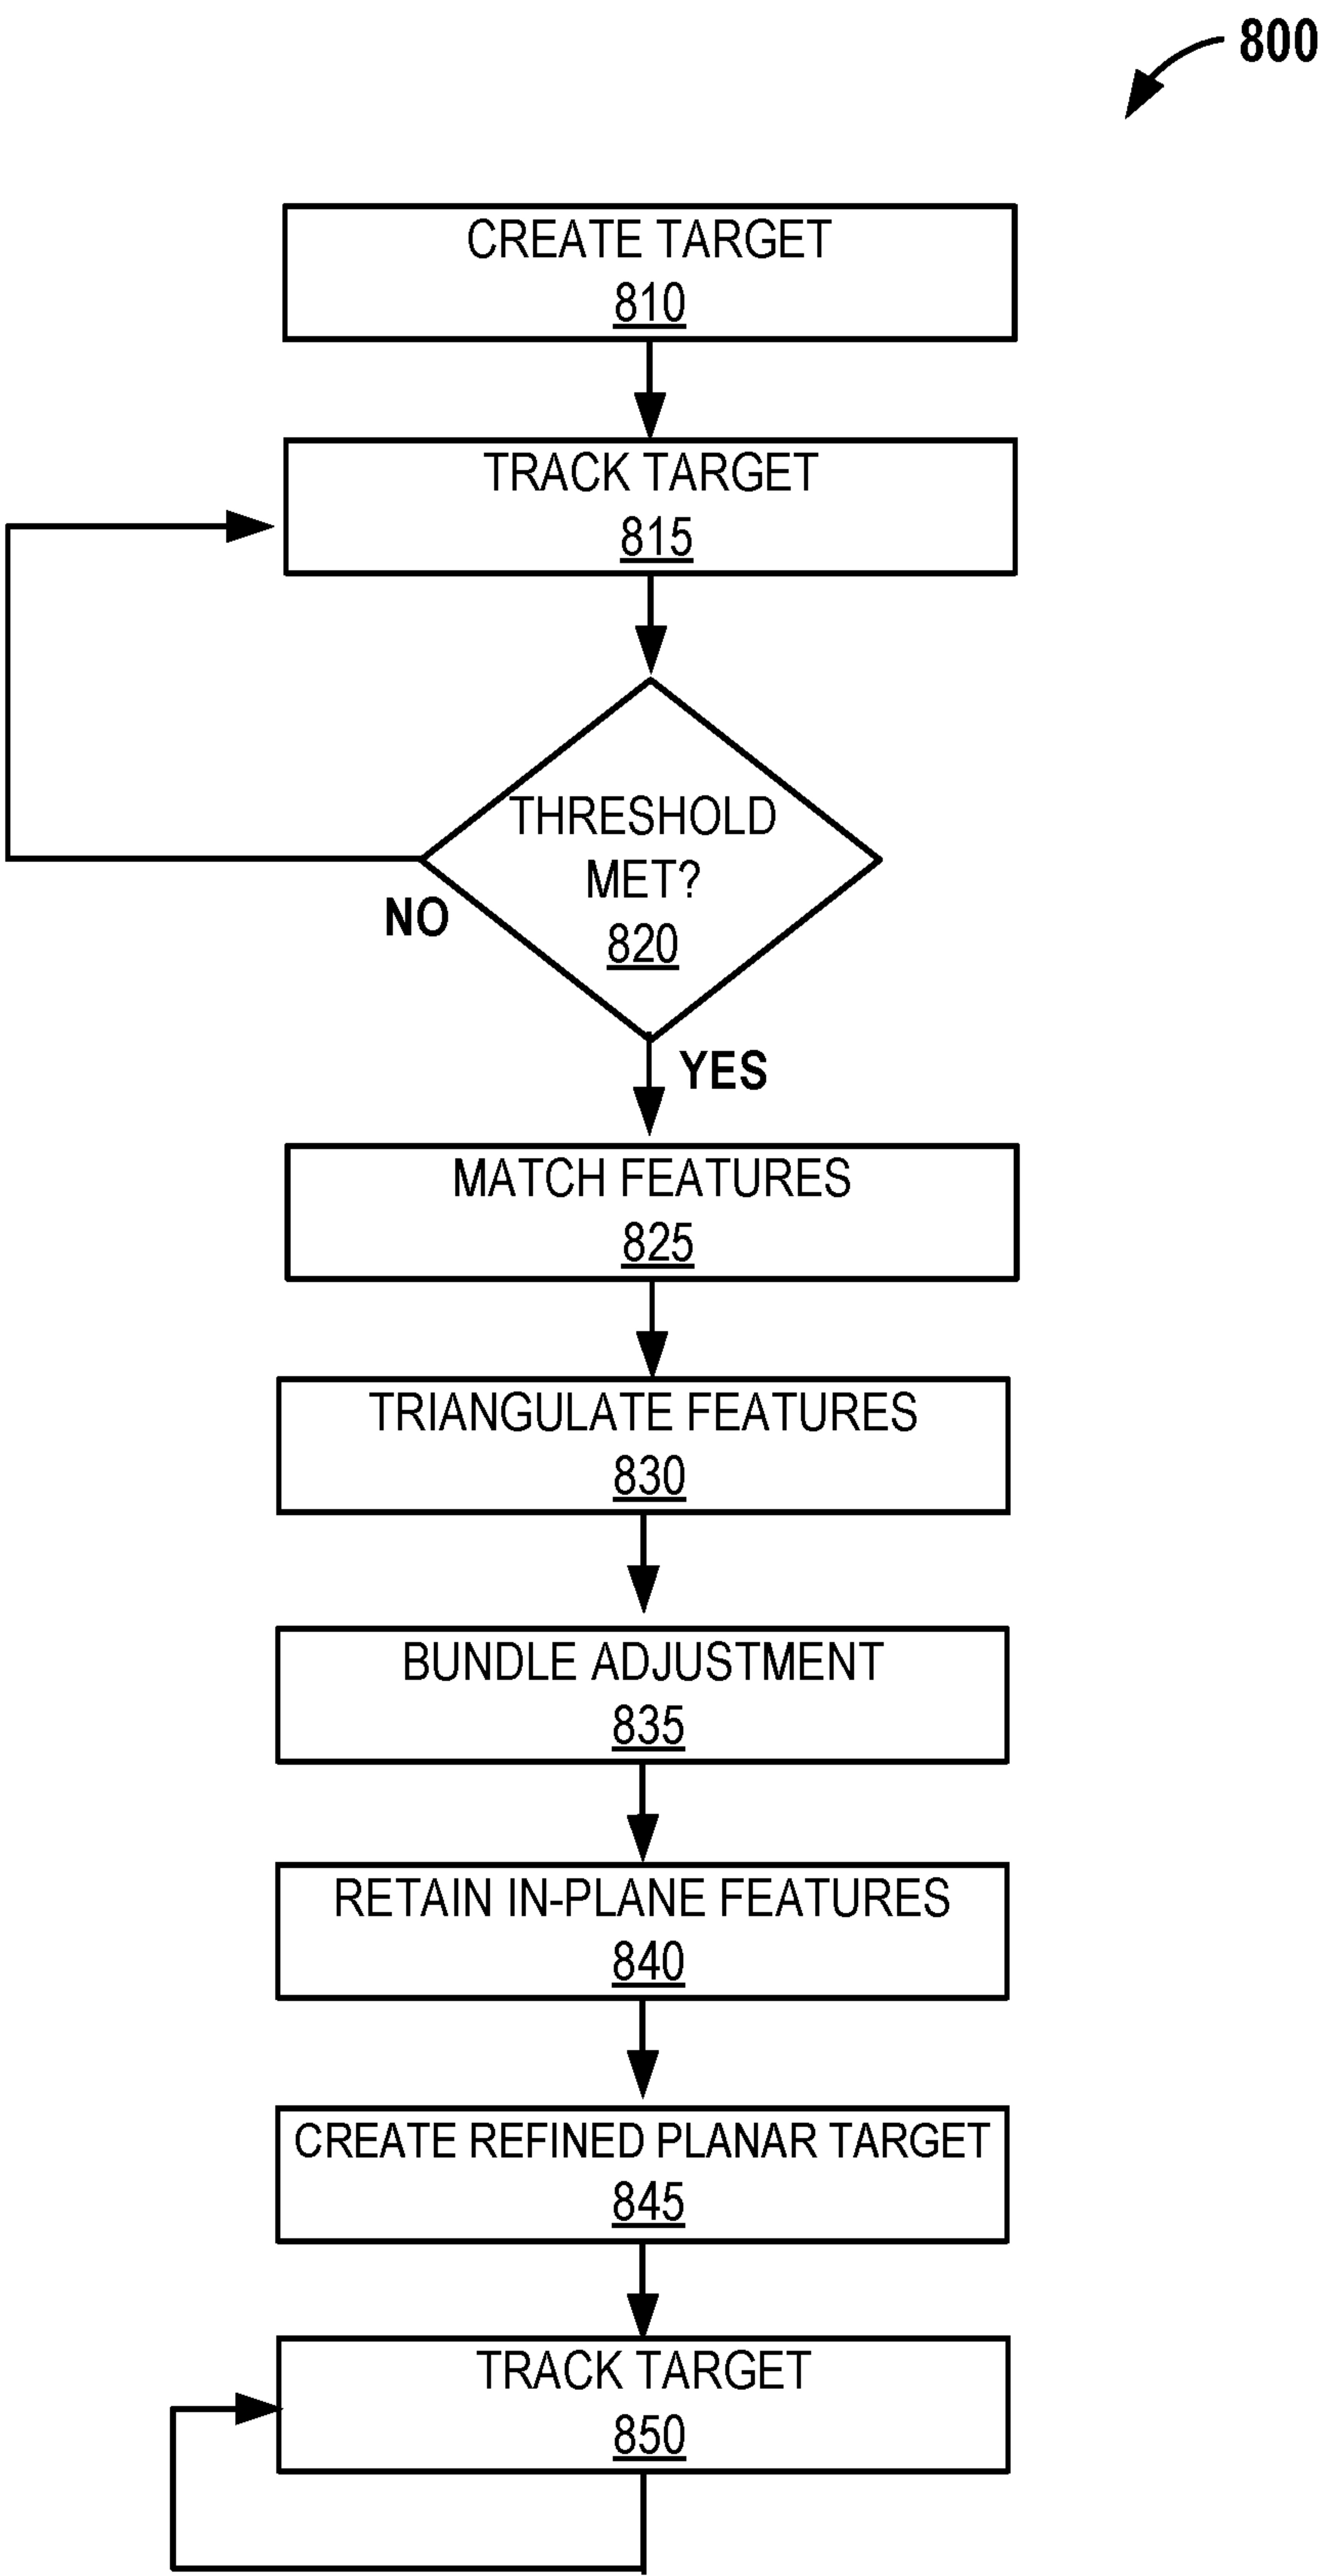 800
CREATE TARGET
810
TRACK TARGET
815
THRESHOLD
MET?
820
NO
YES
MATCH FEATURES
825
TRIANGULATE FEATURES
830
BUNDLE ADJUSTMENT
835
RETAIN IN-PLANE FEATURES
840
CREATE REFINED PLANAR TARGET
845
TRACK TARGET
850